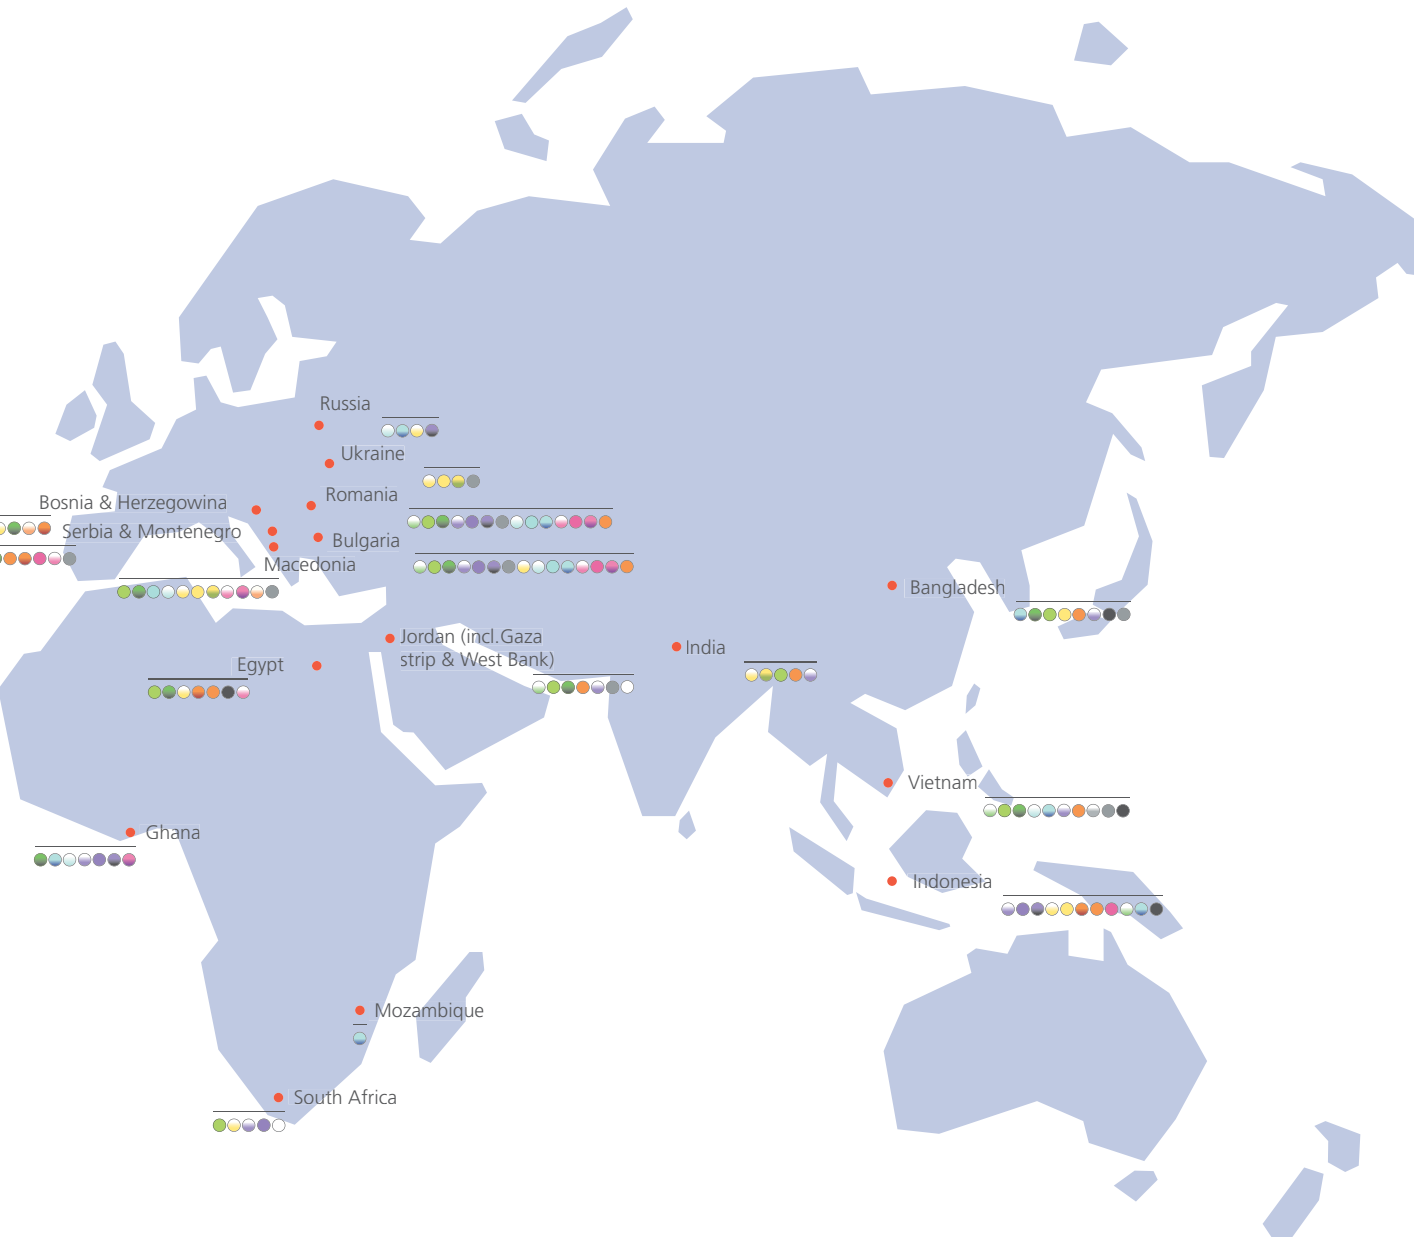 Russia
Ukraine
Romania
Bosnia & Herzegowina
Serbia & Montenegro
Bulgaria
Macedonia
Bangladesh
Jordan (incl.Gaza
strip & West Bank)
India
Egypt
Vietnam
Ghana
Indonesia
Mozambique
South Africa